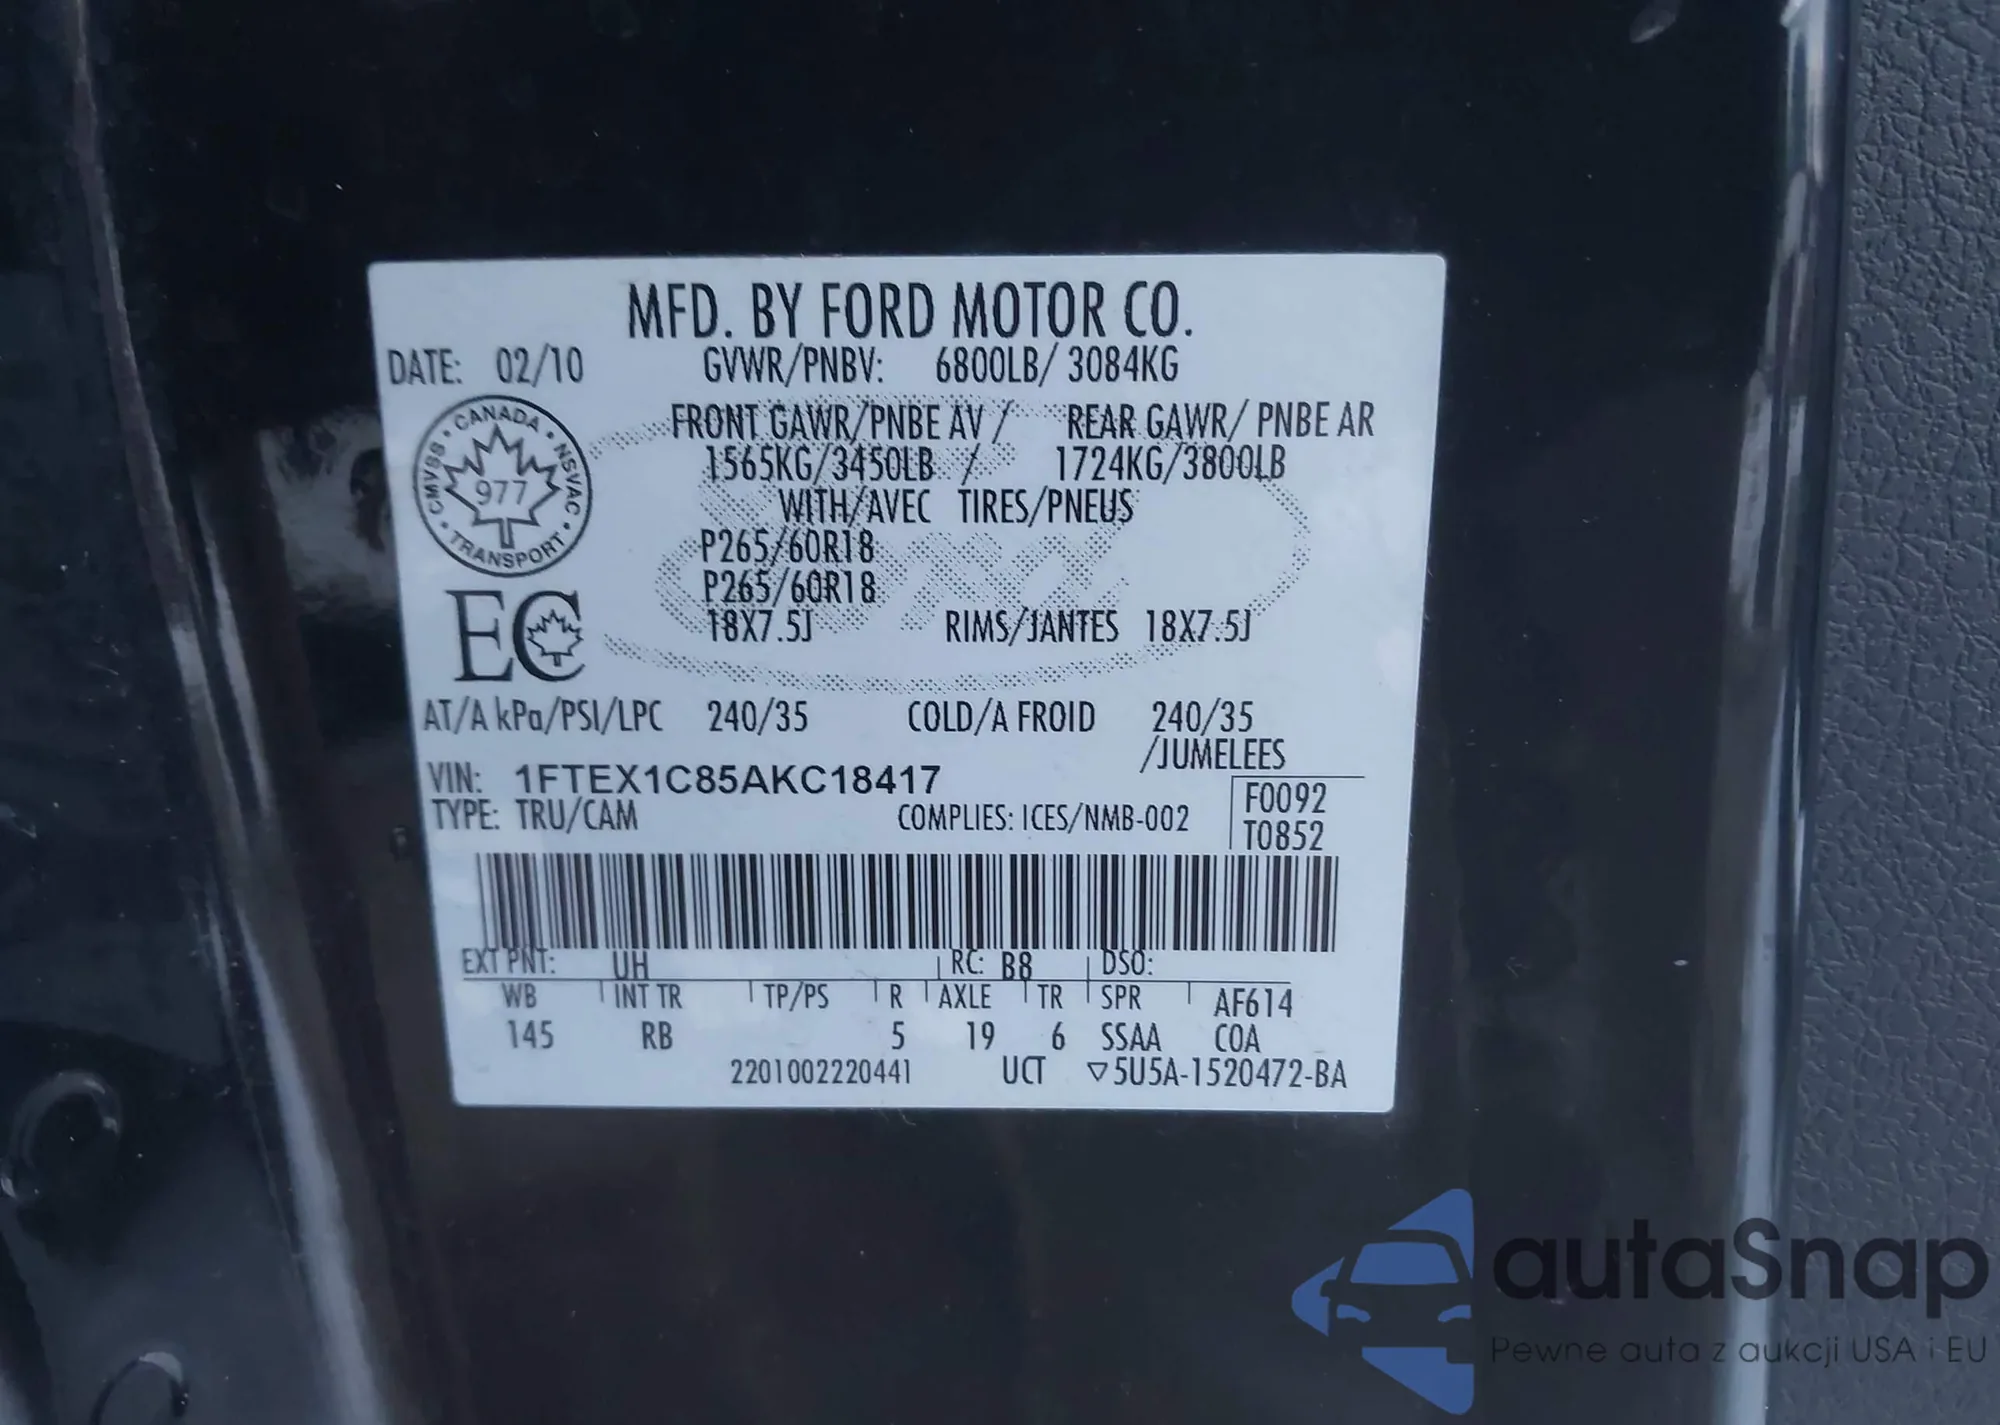 MFD. BY FORD MOTOR CO.
DATE: 02/10 GVWR/PNBV: 6800LB/ 3084KG
FRONT GAWR/PNBE AV / REAR GAWR/ PNBE AR
1565KG/3450LB / 1724KG/3800LB
WITH/AVEC TIRES/PNEUS
P265/60R18
P265/60R18
18X7.5J RIMS/JANTES 18X7.5J
CANADA
CMVSS • NSVAC
977
TRANSPORT
EC
AT/A kPa/PSI/LPC 240/35 COLD/A FROID 240/35
/JUMELEES
VIN: 1FTEX1C85AKC18417
TYPE: TRU/CAM COMPLIES: ICES/NMB-002
F0092
T0852
EXT PNT: UH RC: B8 DSO:
WB INT TR TP/PS R AXLE TR SPR AF614
145 RB 5 19 6 SSAA COA
2201002220441 UCT ▽5U5A-1520472-BA
autaSnap
Pewne auta z aukcji USA i EU